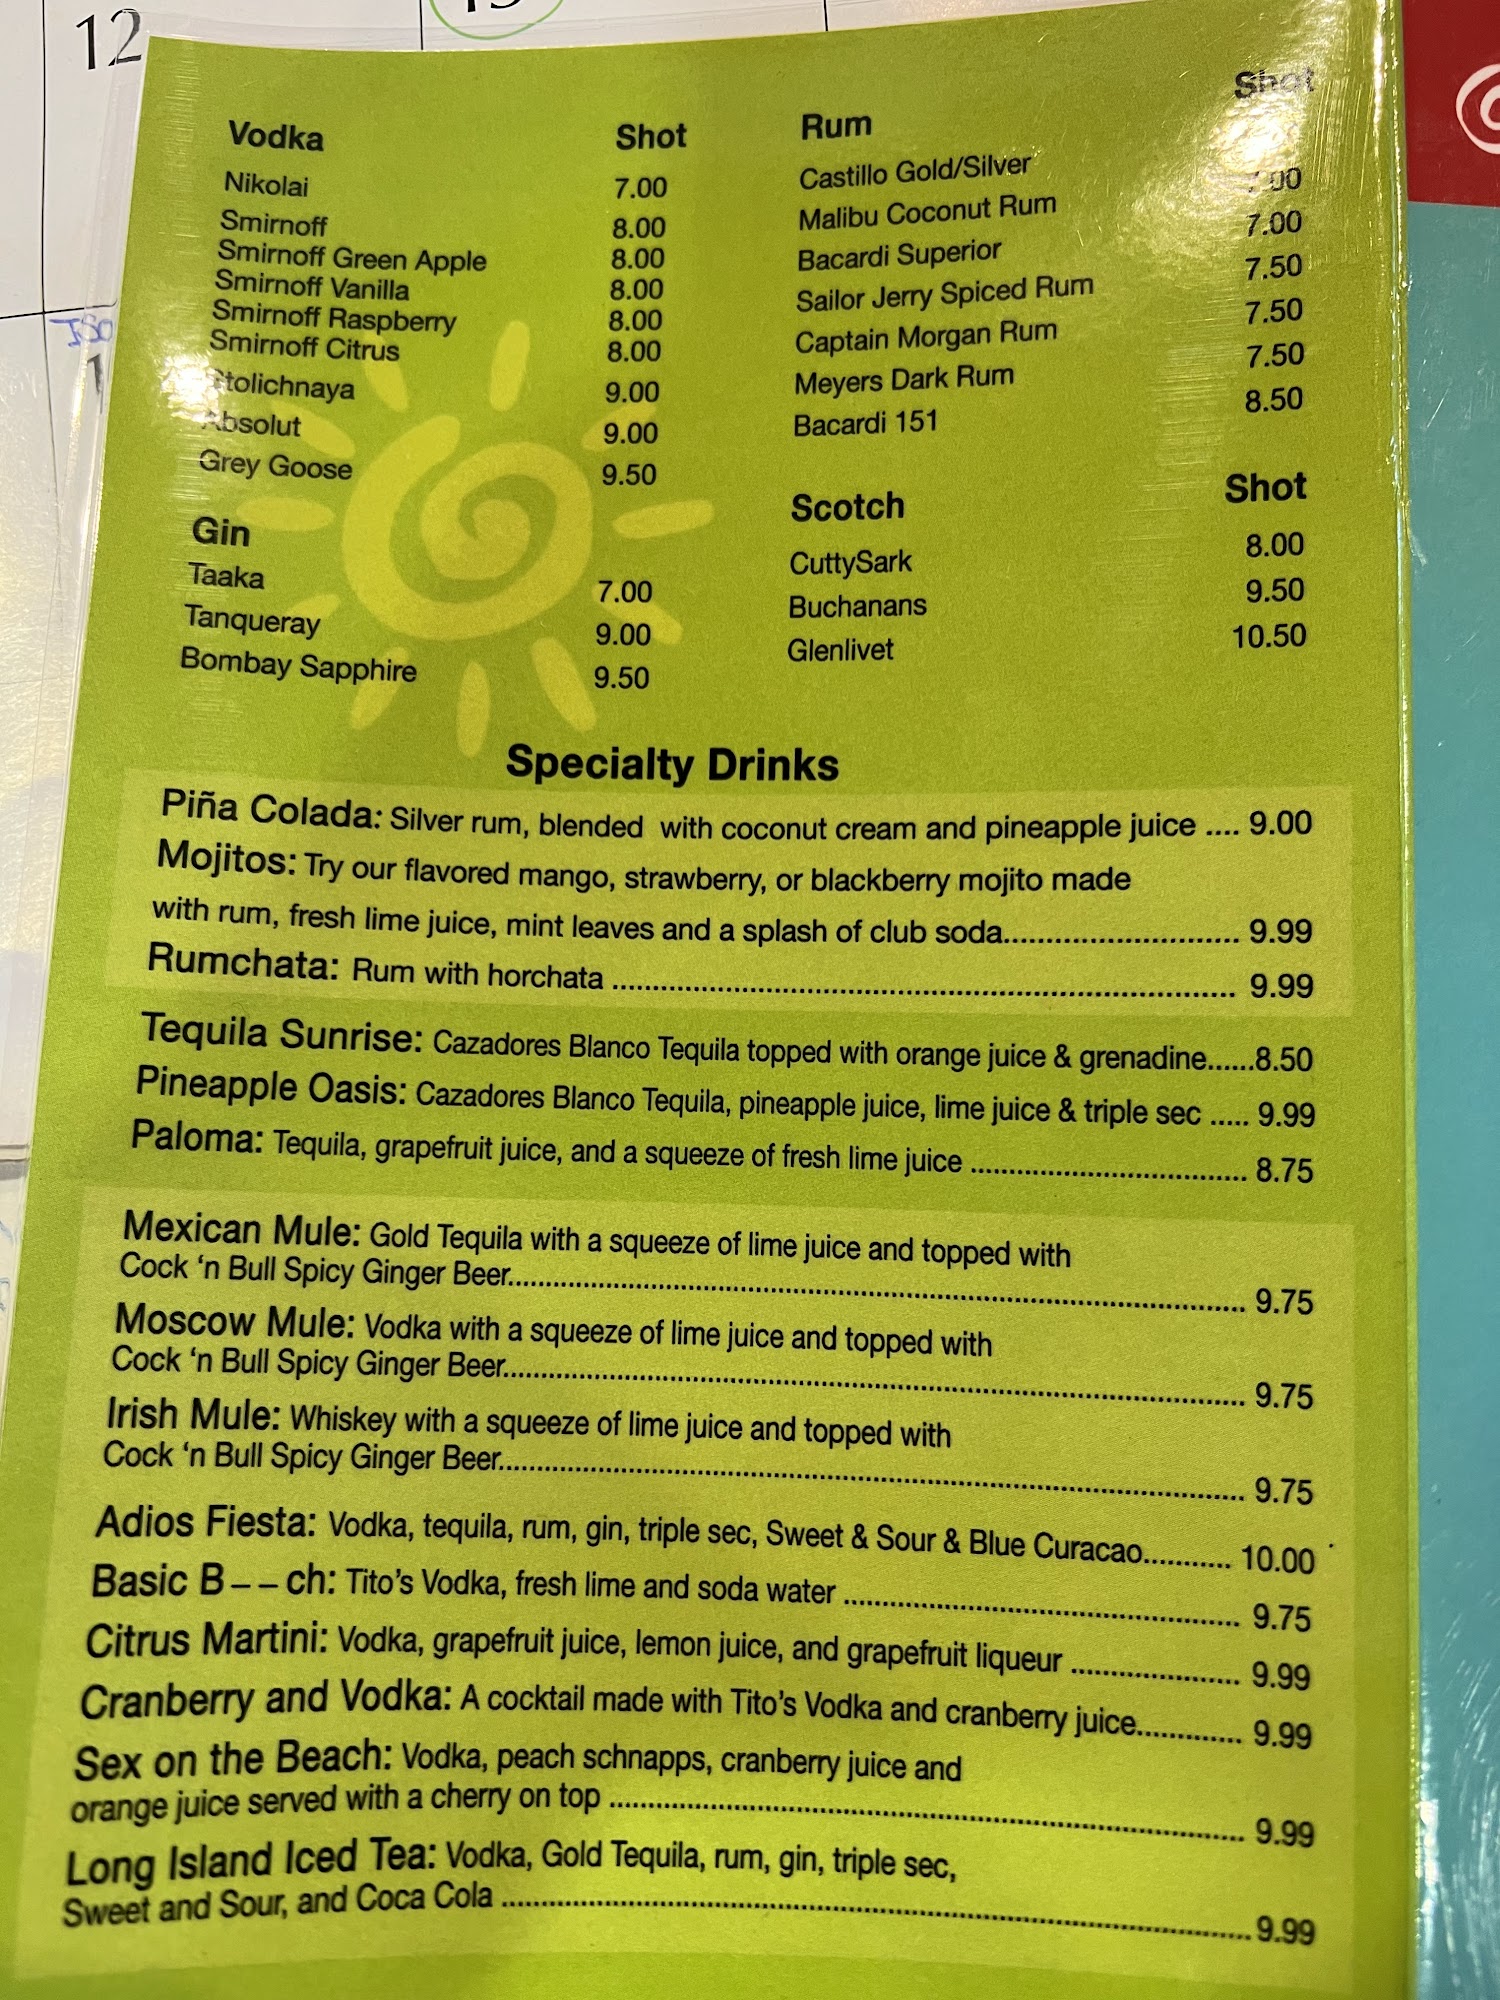 12
Vodka Shot
Nikolai 7.00
Smirnoff 8.00
Smirnoff Green Apple 8.00
Smirnoff Vanilla 8.00
Smirnoff Raspberry 8.00
Smirnoff Citrus 8.00
Stolichnaya 9.00
Absolut 9.00
Grey Goose 9.50
Gin
Taaka 7.00
Tanqueray 9.00
Bombay Sapphire 9.50
Rum Shot
Castillo Gold/Silver
Malibu Coconut Rum 7.00
Bacardi Superior 7.00
Sailor Jerry Spiced Rum 7.50
Captain Morgan Rum 7.50
Meyers Dark Rum 7.50
Bacardi 151 8.50
Scotch Shot
CuttySark 8.00
Buchanans 9.50
Glenlivet 10.50
Specialty Drinks
Piña Colada: Silver rum, blended with coconut cream and pineapple juice .... 9.00
Mojitos: Try our flavored mango, strawberry, or blackberry mojito made
with rum, fresh lime juice, mint leaves and a splash of club soda............................ 9.99
Rumchata: Rum with horchata ........................................................................ 9.99
Tequila Sunrise: Cazadores Blanco Tequila topped with orange juice & grenadine......8.50
Pineapple Oasis: Cazadores Blanco Tequila, pineapple juice, lime juice & triple sec ..... 9.99
Paloma: Tequila, grapefruit juice, and a squeeze of fresh lime juice ................................... 8.75
Mexican Mule: Gold Tequila with a squeeze of lime juice and topped with
Cock ‘n Bull Spicy Ginger Beer............................................................................................. 9.75
Moscow Mule: Vodka with a squeeze of lime juice and topped with
Cock ‘n Bull Spicy Ginger Beer............................................................................................. 9.75
Irish Mule: Whiskey with a squeeze of lime juice and topped with
Cock ‘n Bull Spicy Ginger Beer............................................................................................. 9.75
Adios Fiesta: Vodka, tequila, rum, gin, triple sec, Sweet & Sour & Blue Curacao........... 10.00
Basic B – – ch: Tito’s Vodka, fresh lime and soda water .................................................. 9.75
Citrus Martini: Vodka, grapefruit juice, lemon juice, and grapefruit liqueur ..................... 9.99
Cranberry and Vodka: A cocktail made with Tito’s Vodka and cranberry juice............. 9.99
Sex on the Beach: Vodka, peach schnapps, cranberry juice and
orange juice served with a cherry on top ................................................................................ 9.99
Long Island Iced Tea: Vodka, Gold Tequila, rum, gin, triple sec,
Sweet and Sour, and Coca Cola .............................................................................................. 9.99